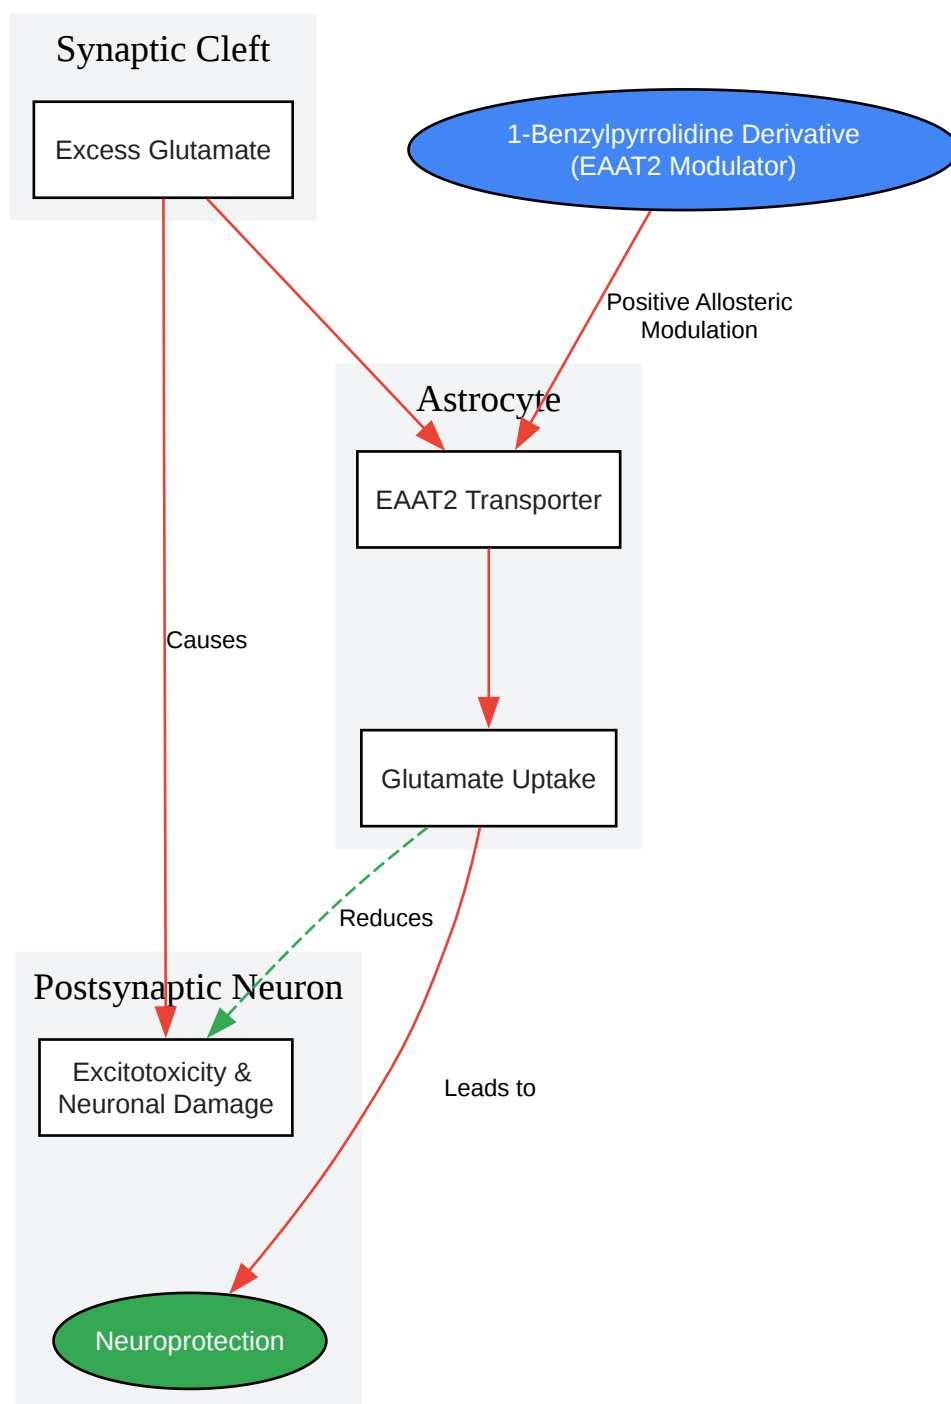 Synaptic Cleft
Excess Glutamate
1-Benzylpyrrolidine Derivative
(EAAT2 Modulator)
Positive Allosteric
Modulation
Astrocyte
EAAT2 Transporter
Causes
Glutamate Uptake
Reduces
Postsynaptic Neuron
Excitotoxicity &
Neuronal Damage
Leads to
Neuroprotection